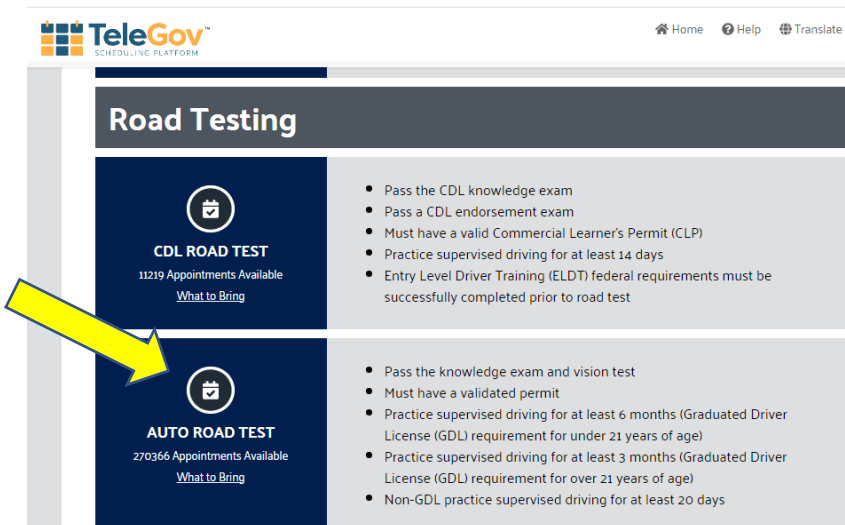 TeleGov™
SCHEDULING PLATFORM
Home Help Translate
Road Testing
CDL ROAD TEST
11219 Appointments Available
What to Bring
• Pass the CDL knowledge exam
• Pass a CDL endorsement exam
• Must have a valid Commercial Learner's Permit (CLP)
• Practice supervised driving for at least 14 days
• Entry Level Driver Training (ELDT) federal requirements must be
successfully completed prior to road test
AUTO ROAD TEST
270366 Appointments Available
What to Bring
• Pass the knowledge exam and vision test
• Must have a validated permit
• Practice supervised driving for at least 6 months (Graduated Driver
License (GDL) requirement for under 21 years of age)
• Practice supervised driving for at least 3 months (Graduated Driver
License (GDL) requirement for over 21 years of age)
• Non-GDL practice supervised driving for at least 20 days